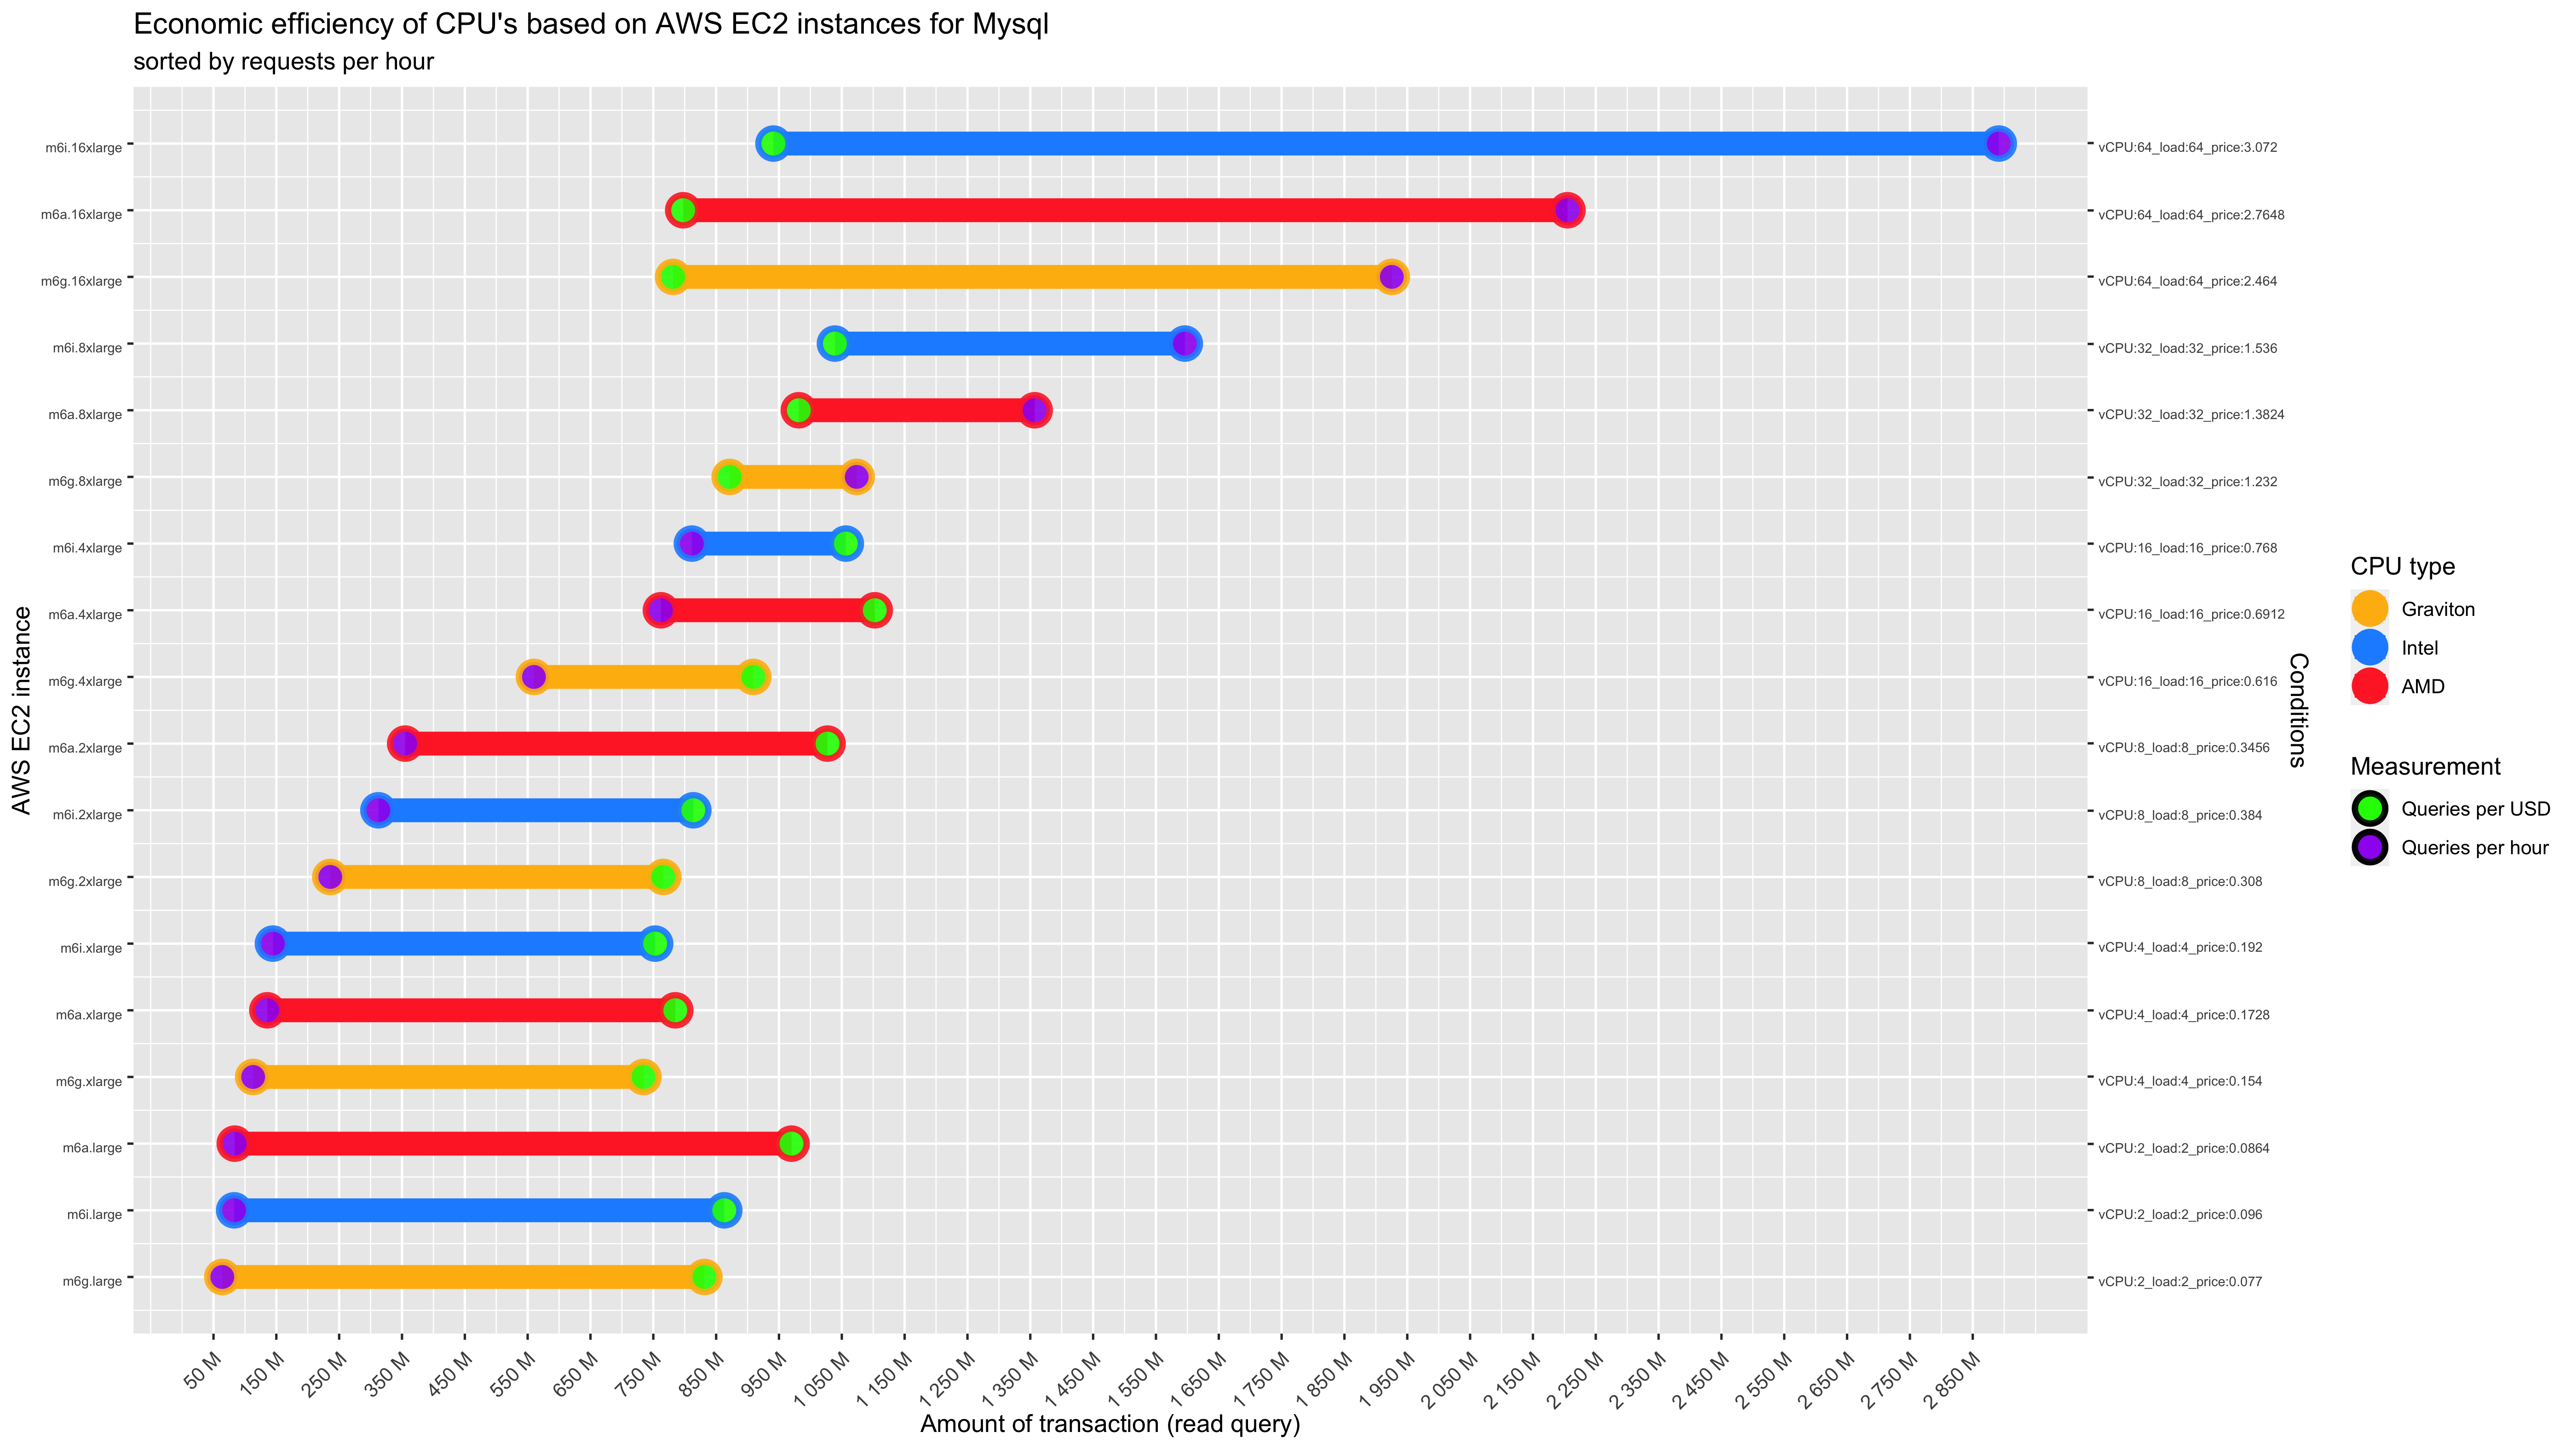 Economic efficiency of CPU's based on AWS EC2 instances for Mysql
sorted by requests per hour
AWS EC2 instance
m6i.16xlarge
vCPU:64_load:64_price:3.072
m6a.16xlarge
vCPU:64_load:64_price:2.7648
m6g.16xlarge
vCPU:64_load:64_price:2.464
m6i.8xlarge
vCPU:32_load:32_price:1.536
m6a.8xlarge
vCPU:32_load:32_price:1.3824
m6g.8xlarge
vCPU:32_load:32_price:1.232
m6i.4xlarge
vCPU:16_load:16_price:0.768
m6a.4xlarge
vCPU:16_load:16_price:0.6912
m6g.4xlarge
vCPU:16_load:16_price:0.616
m6a.2xlarge
vCPU:8_load:8_price:0.3456
m6i.2xlarge
vCPU:8_load:8_price:0.384
m6g.2xlarge
vCPU:8_load:8_price:0.308
m6i.xlarge
vCPU:4_load:4_price:0.192
m6a.xlarge
vCPU:4_load:4_price:0.1728
m6g.xlarge
vCPU:4_load:4_price:0.154
m6a.large
vCPU:2_load:2_price:0.0864
m6i.large
vCPU:2_load:2_price:0.096
m6g.large
vCPU:2_load:2_price:0.077
Conditions
50 M
150 M
250 M
350 M
450 M
550 M
650 M
750 M
850 M
950 M
1 050 M
1 150 M
1 250 M
1 350 M
1 450 M
1 550 M
1 650 M
1 750 M
1 850 M
1 950 M
2 050 M
2 150 M
2 250 M
2 350 M
2 450 M
2 550 M
2 650 M
2 750 M
2 850 M
Amount of transaction (read query)
CPU type
Graviton
Intel
AMD
Measurement
Queries per USD
Queries per hour